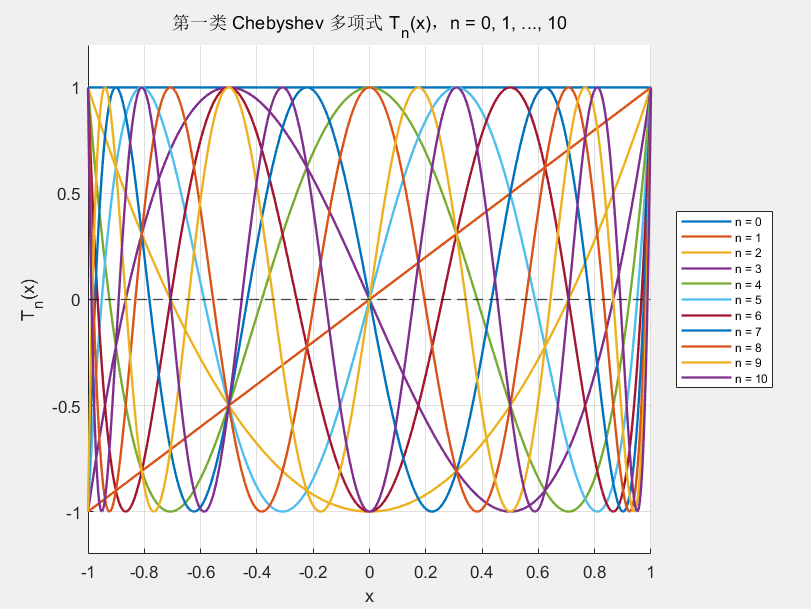 第一类 Chebyshev 多项式 Tn(x)，n = 0, 1, ..., 10
1
0.5
0
-0.5
-1
Tn(x)
-1 -0.8 -0.6 -0.4 -0.2 0 0.2 0.4 0.6 0.8 1
x
n = 0
n = 1
n = 2
n = 3
n = 4
n = 5
n = 6
n = 7
n = 8
n = 9
n = 10